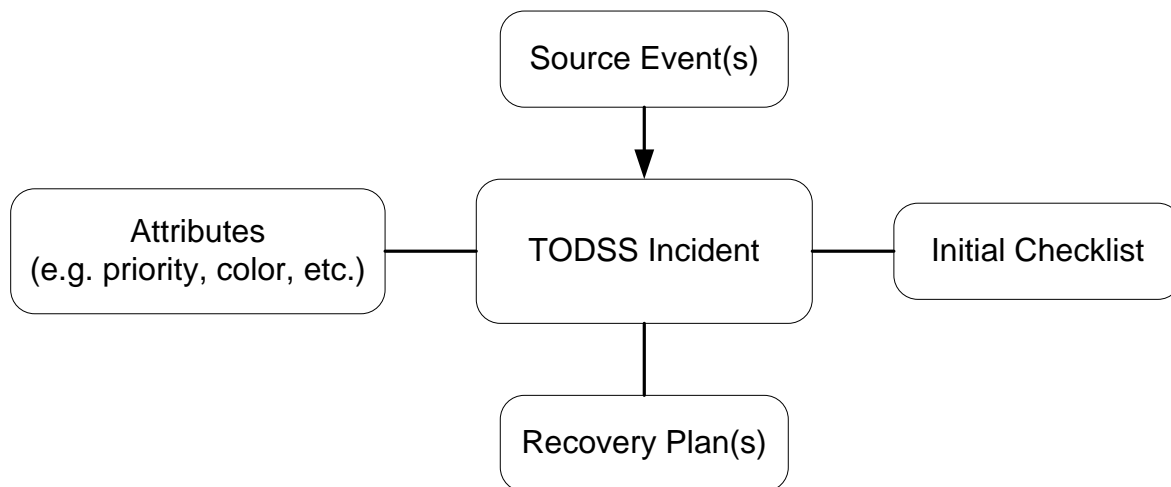 Source Event(s)
Attributes
(e.g. priority, color, etc.)
TODSS Incident
Initial Checklist
Recovery Plan(s)